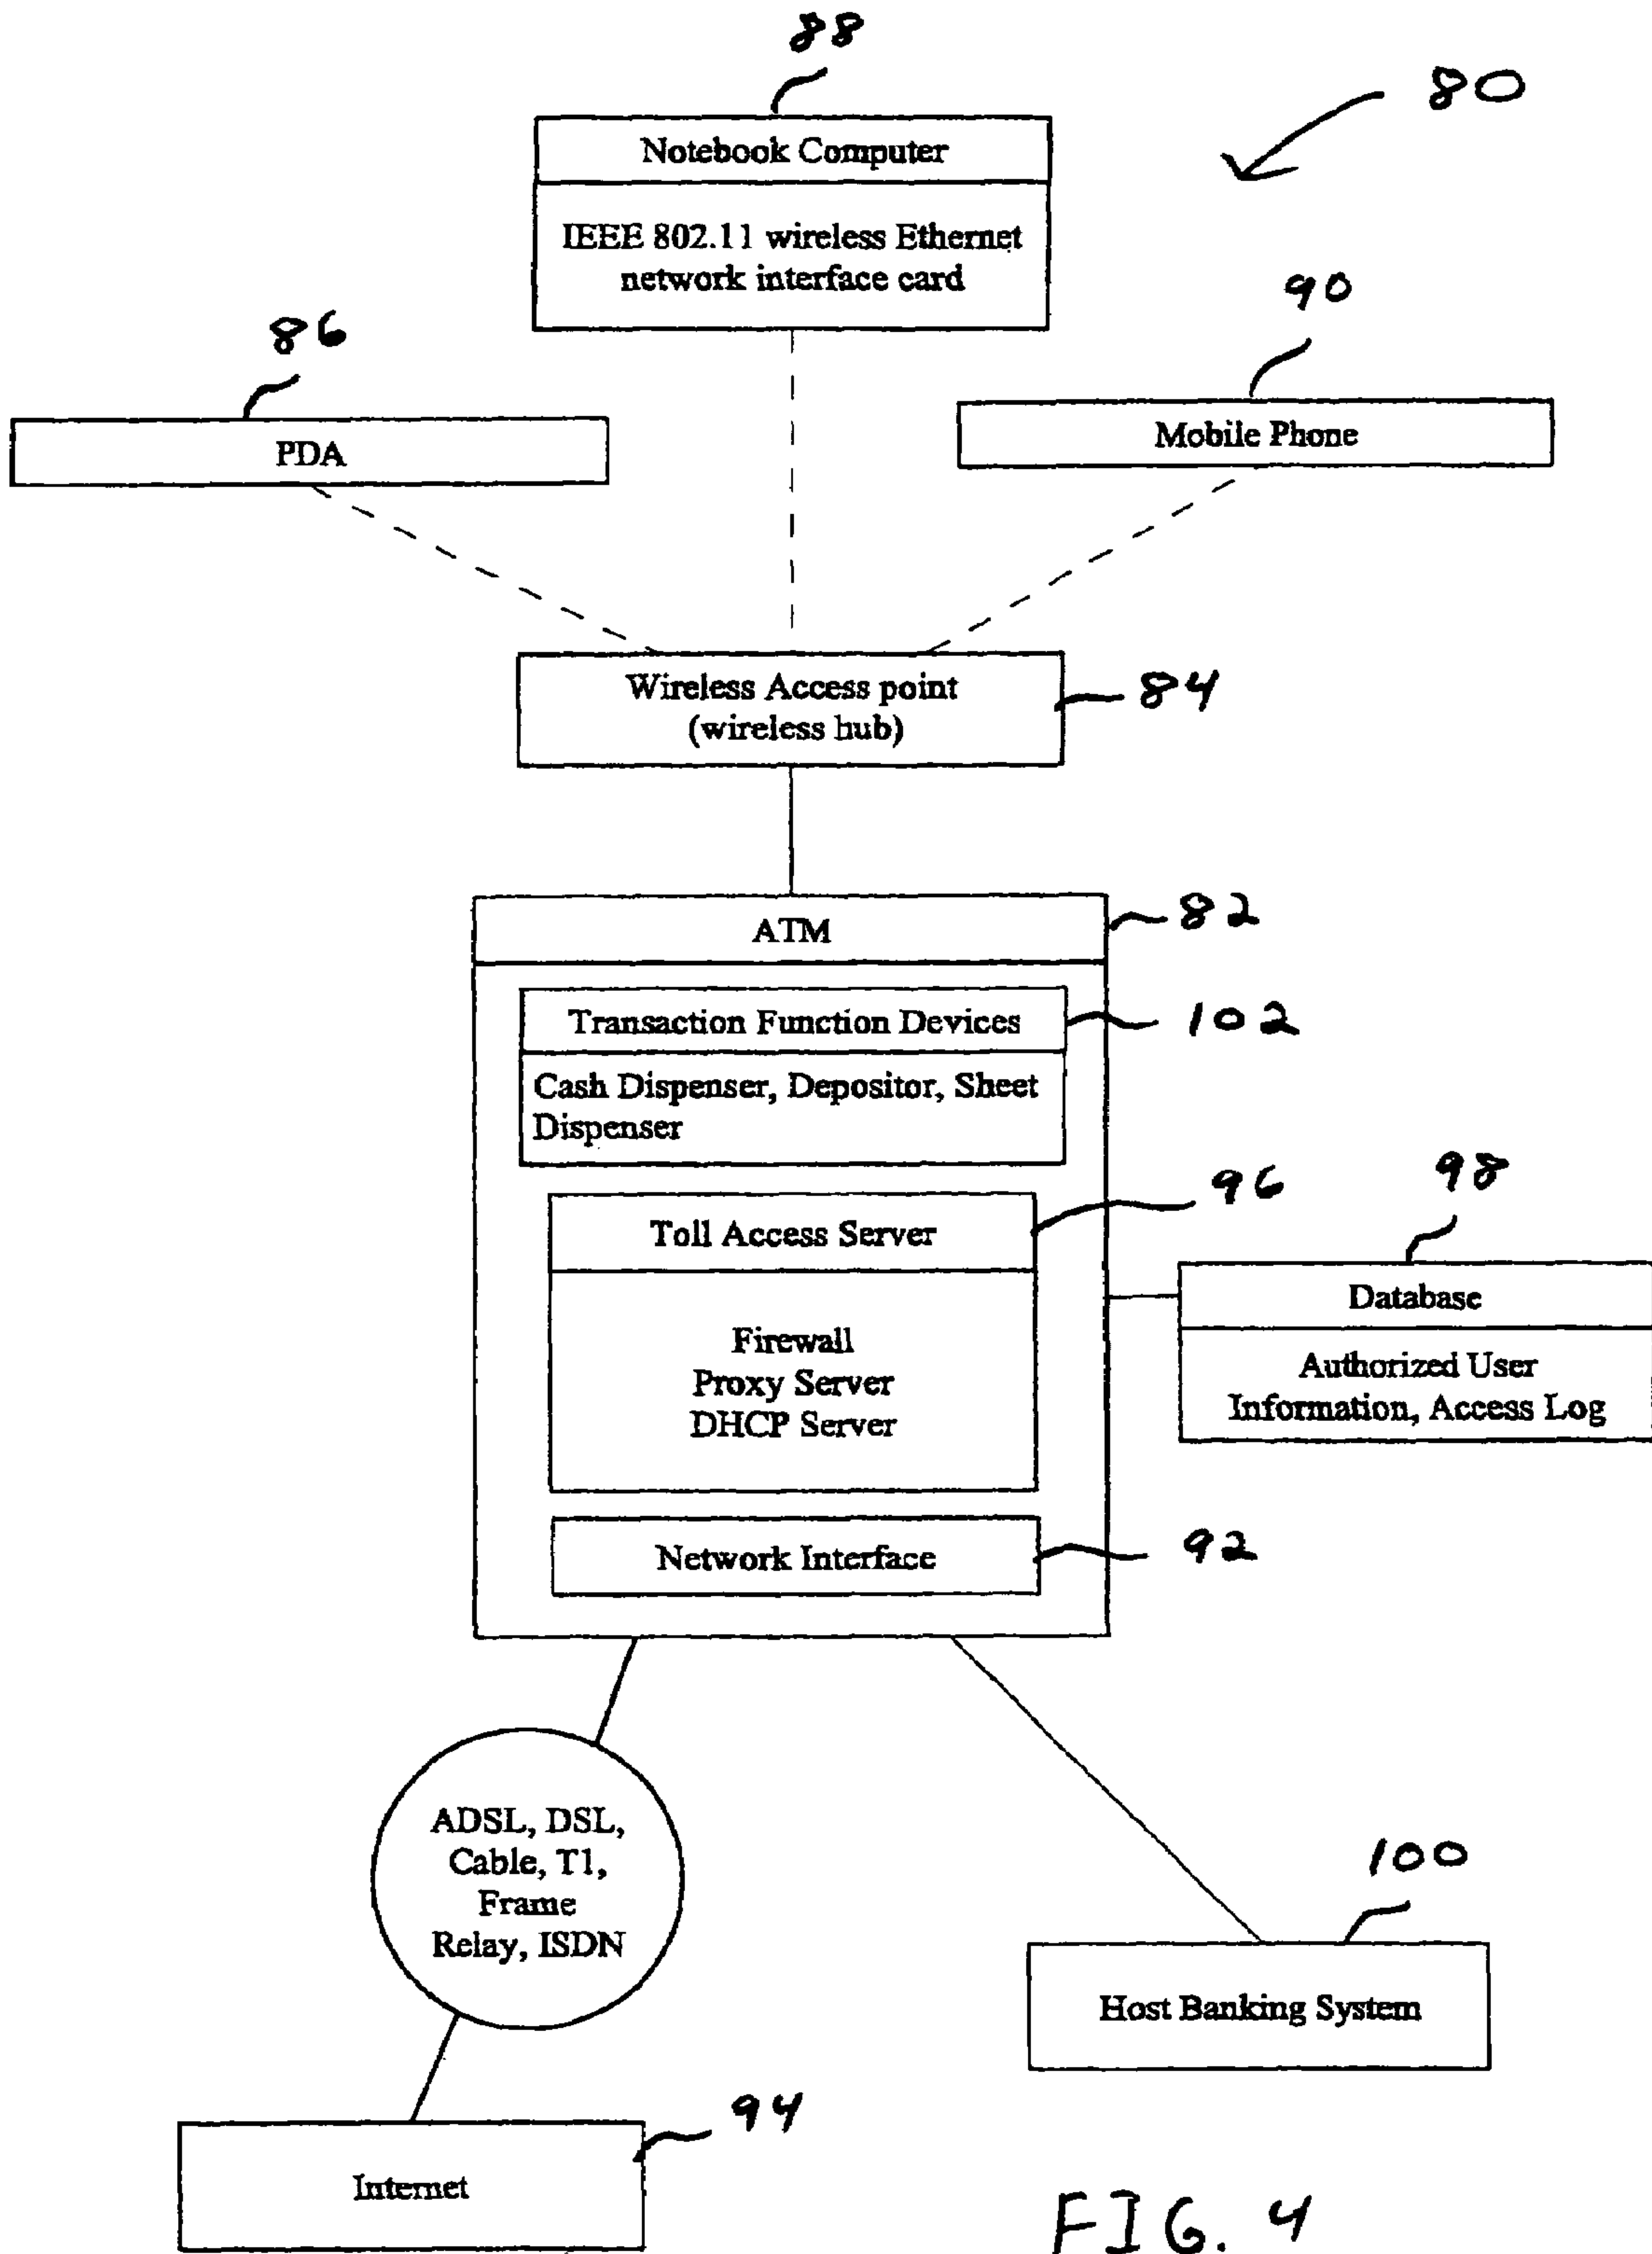 88
80
Notebook Computer
IEEE 802.11 wireless Ethernet
network interface card
90
86
PDA
Mobile Phone
Wireless Access point
(wireless hub)
84
ATM
82
Transaction Function Devices
102
Cash Dispenser, Depositor, Sheet
Dispenser
96
98
Toll Access Server
Database
Firewall
Proxy Server
DHCP Server
Authorized User
Information, Access Log
Network Interface
92
ADSL, DSL,
Cable, T1,
Frame
Relay, ISDN
100
Host Banking System
94
Internet
FIG. 4